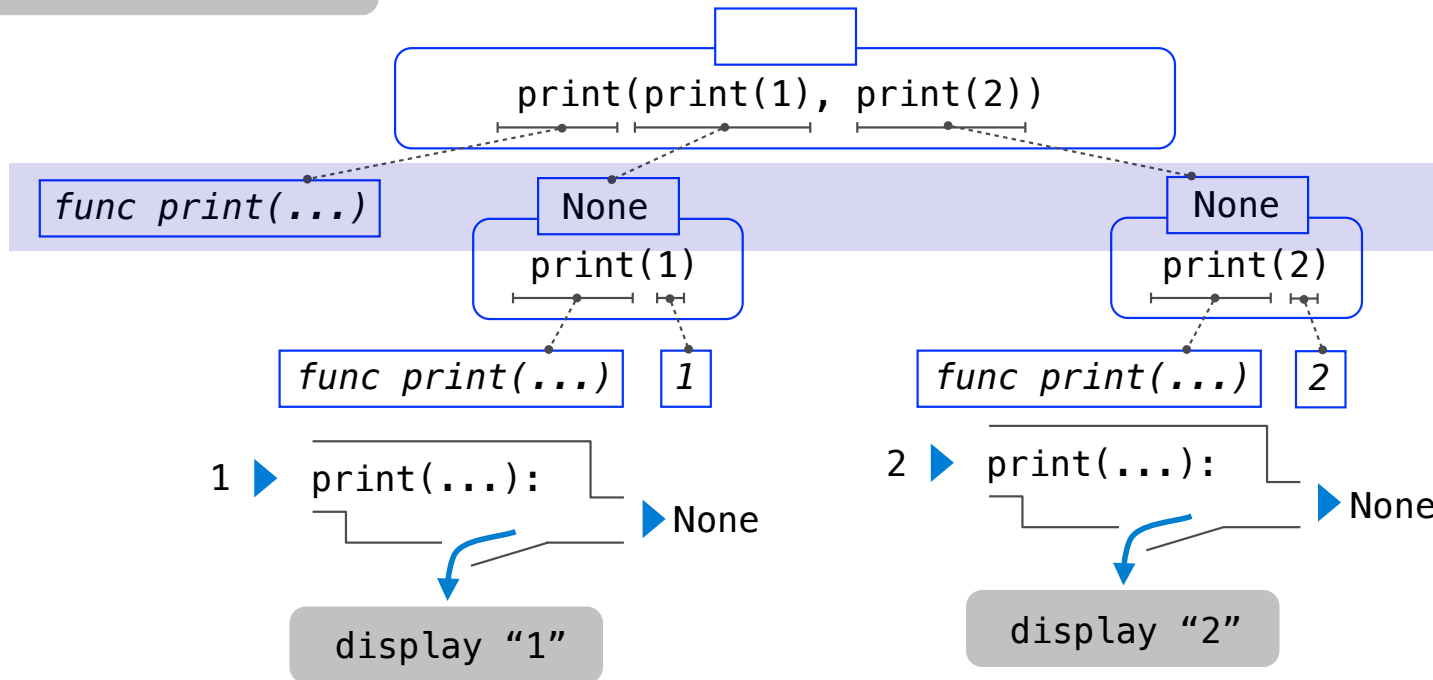 print(print(1), print(2))
func print(...)
None
None
print(1)
print(2)
func print(...)
1
func print(...)
2
1
print(...):
None
2
print(...):
None
display “1”
display “2”